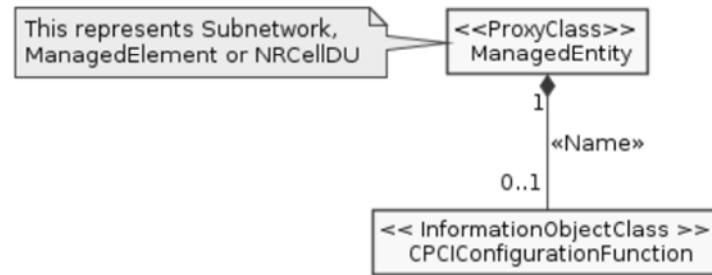 This represents Subnetwork,
ManagedElement or NRCellDU
<<ProxyClass>>
ManagedEntity
1
«Name»
0..1
<< InformationObjectClass >>
CPCIConfigurationFunction